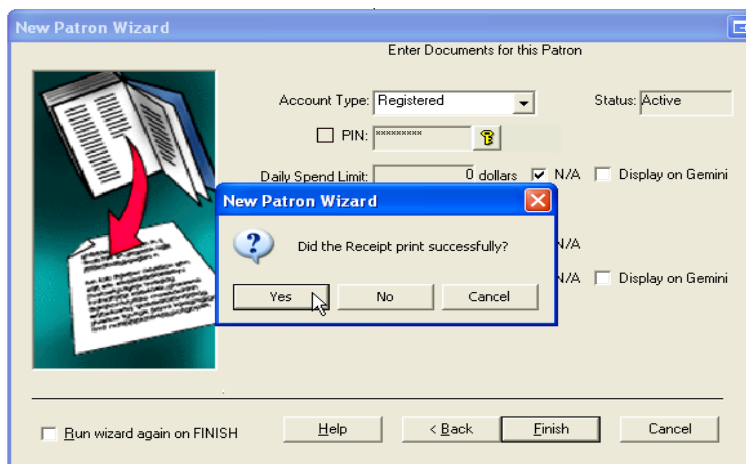 New Patron Wizard
Enter Documents for this Patron
Account Type: Registered Status: Active
PIN: *********
Daily Spend Limit: 0 dollars N/A Display on Gemini
New Patron Wizard
Did the Receipt print successfully?
N/A
N/A Display on Gemini
Yes No Cancel
Run wizard again on FINISH Help < Back Finish Cancel